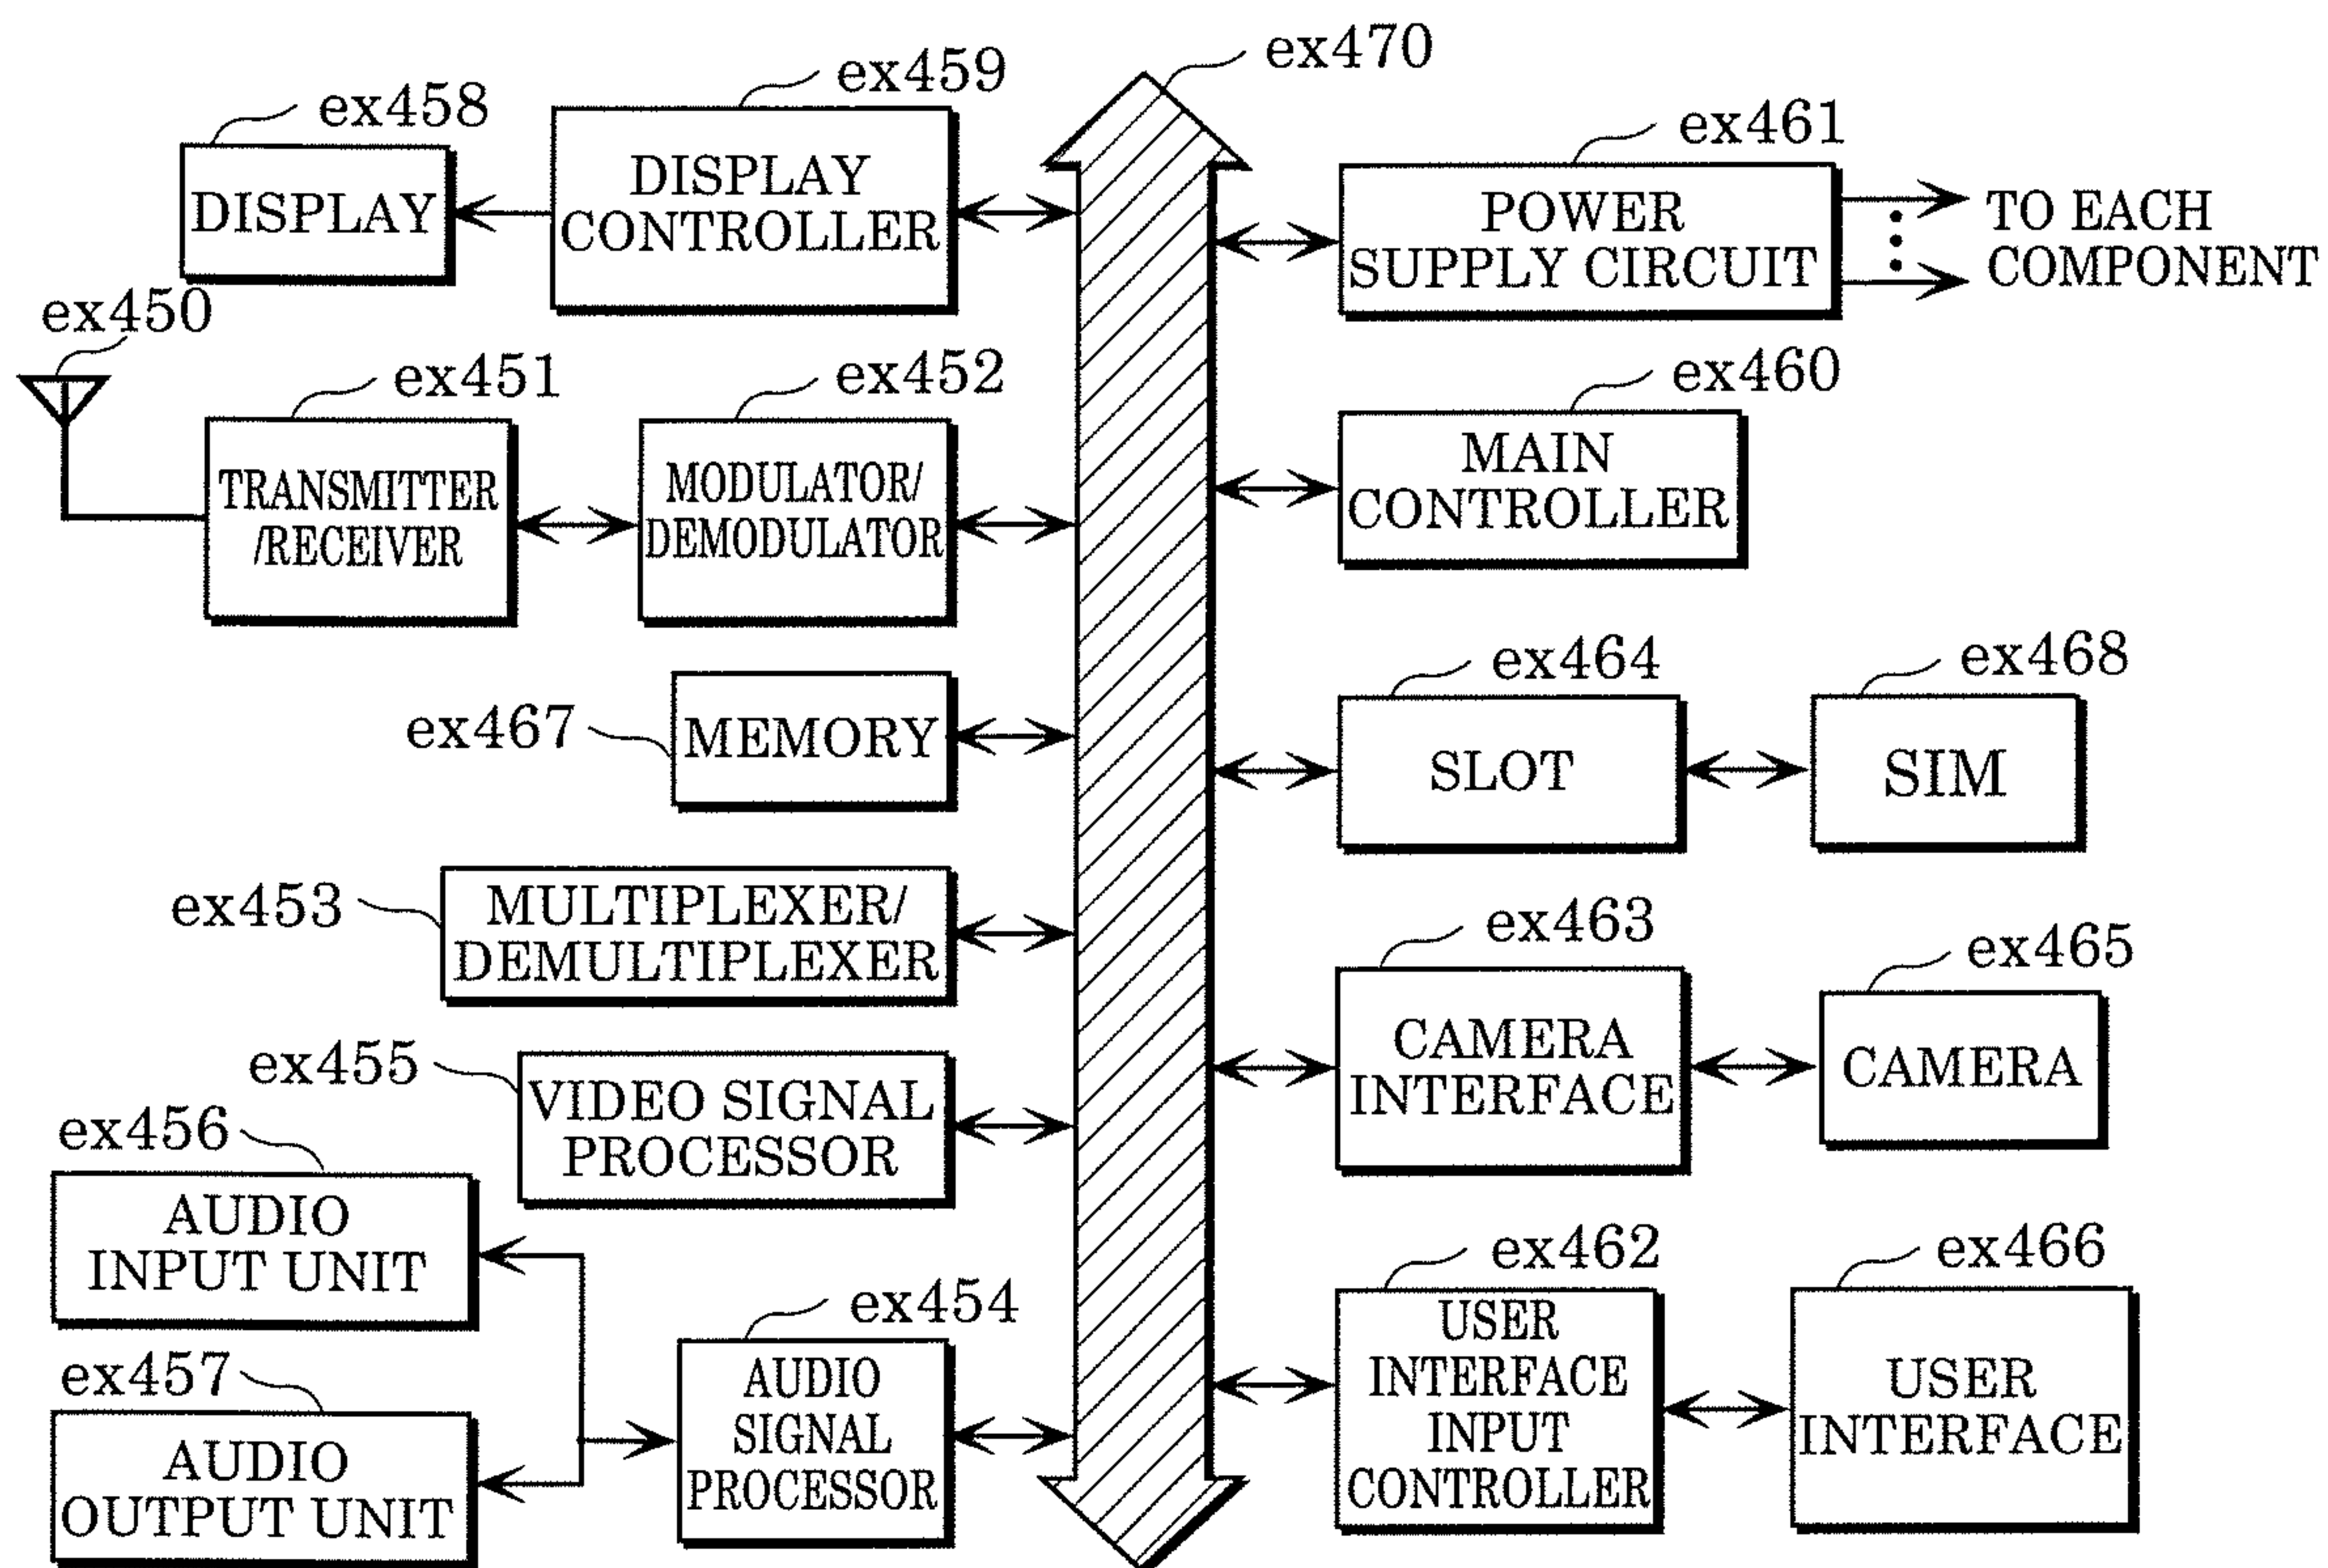 ex470
ex459
ex458
DISPLAY
DISPLAY
CONTROLLER
ex461
POWER
SUPPLY CIRCUIT
TO EACH
COMPONENT
ex450
ex451
TRANSMITTER
/RECEIVER
ex452
MODULATOR/
DEMODULATOR
ex460
MAIN
CONTROLLER
ex467
MEMORY
ex464
SLOT
ex468
SIM
ex453
MULTIPLEXER/
DEMULTIPLEXER
ex463
CAMERA
INTERFACE
ex465
CAMERA
ex455
VIDEO SIGNAL
PROCESSOR
ex456
AUDIO
INPUT UNIT
ex457
AUDIO
OUTPUT UNIT
ex454
AUDIO
SIGNAL
PROCESSOR
ex462
USER
INTERFACE
INPUT
CONTROLLER
ex466
USER
INTERFACE